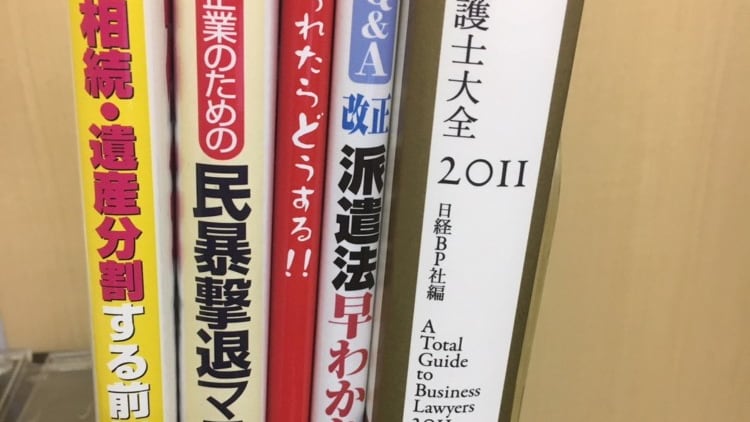 相続・遺産分割する前
企業のための
民暴撃退マ
れたらどうする!!
Q&A
改正
派遣法
早わか
護士大全
2011
日経BP社編
A
Total
Guide
to
Business
Lawyers
2011